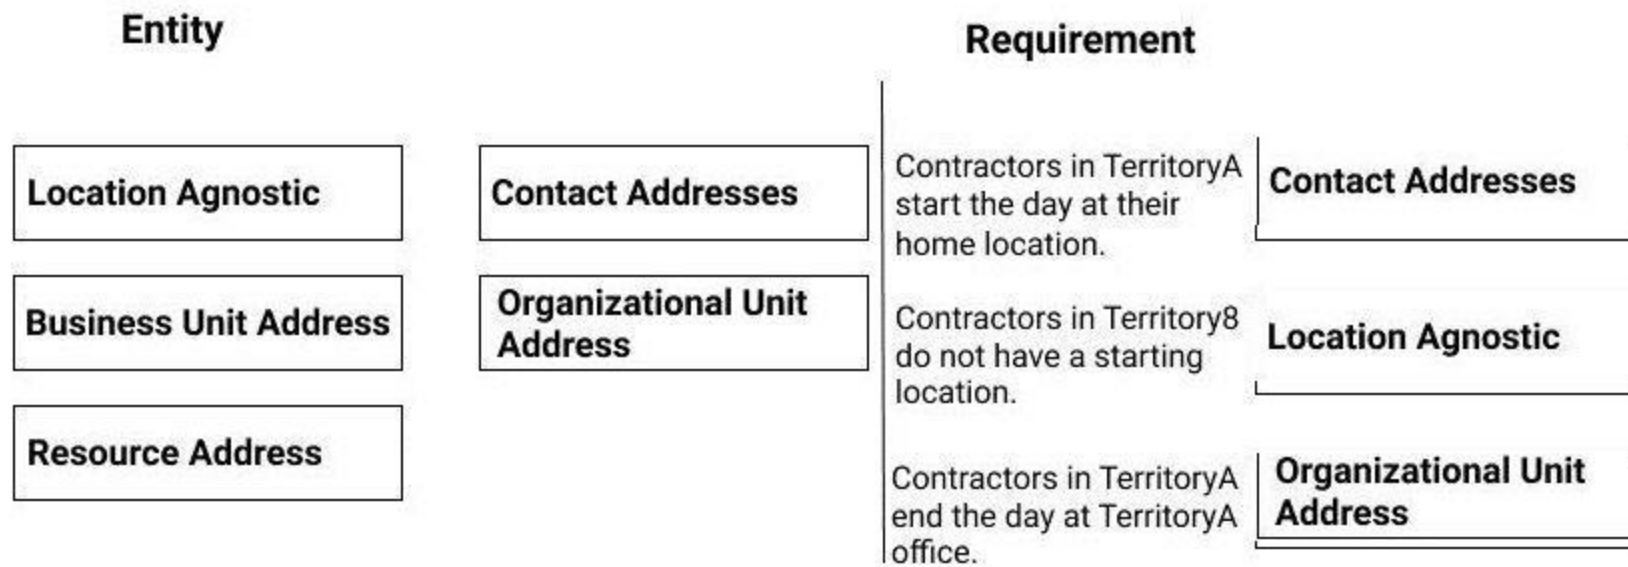 Entity
Requirement
Location Agnostic
Contact Addresses
Business Unit Address
Organizational Unit
Address
Resource Address
Contractors in TerritoryA
start the day at their
home location.
Contact Addresses
Contractors in Territory8
do not have a starting
location.
Location Agnostic
Contractors in TerritoryA
end the day at TerritoryA
office.
Organizational Unit
Address